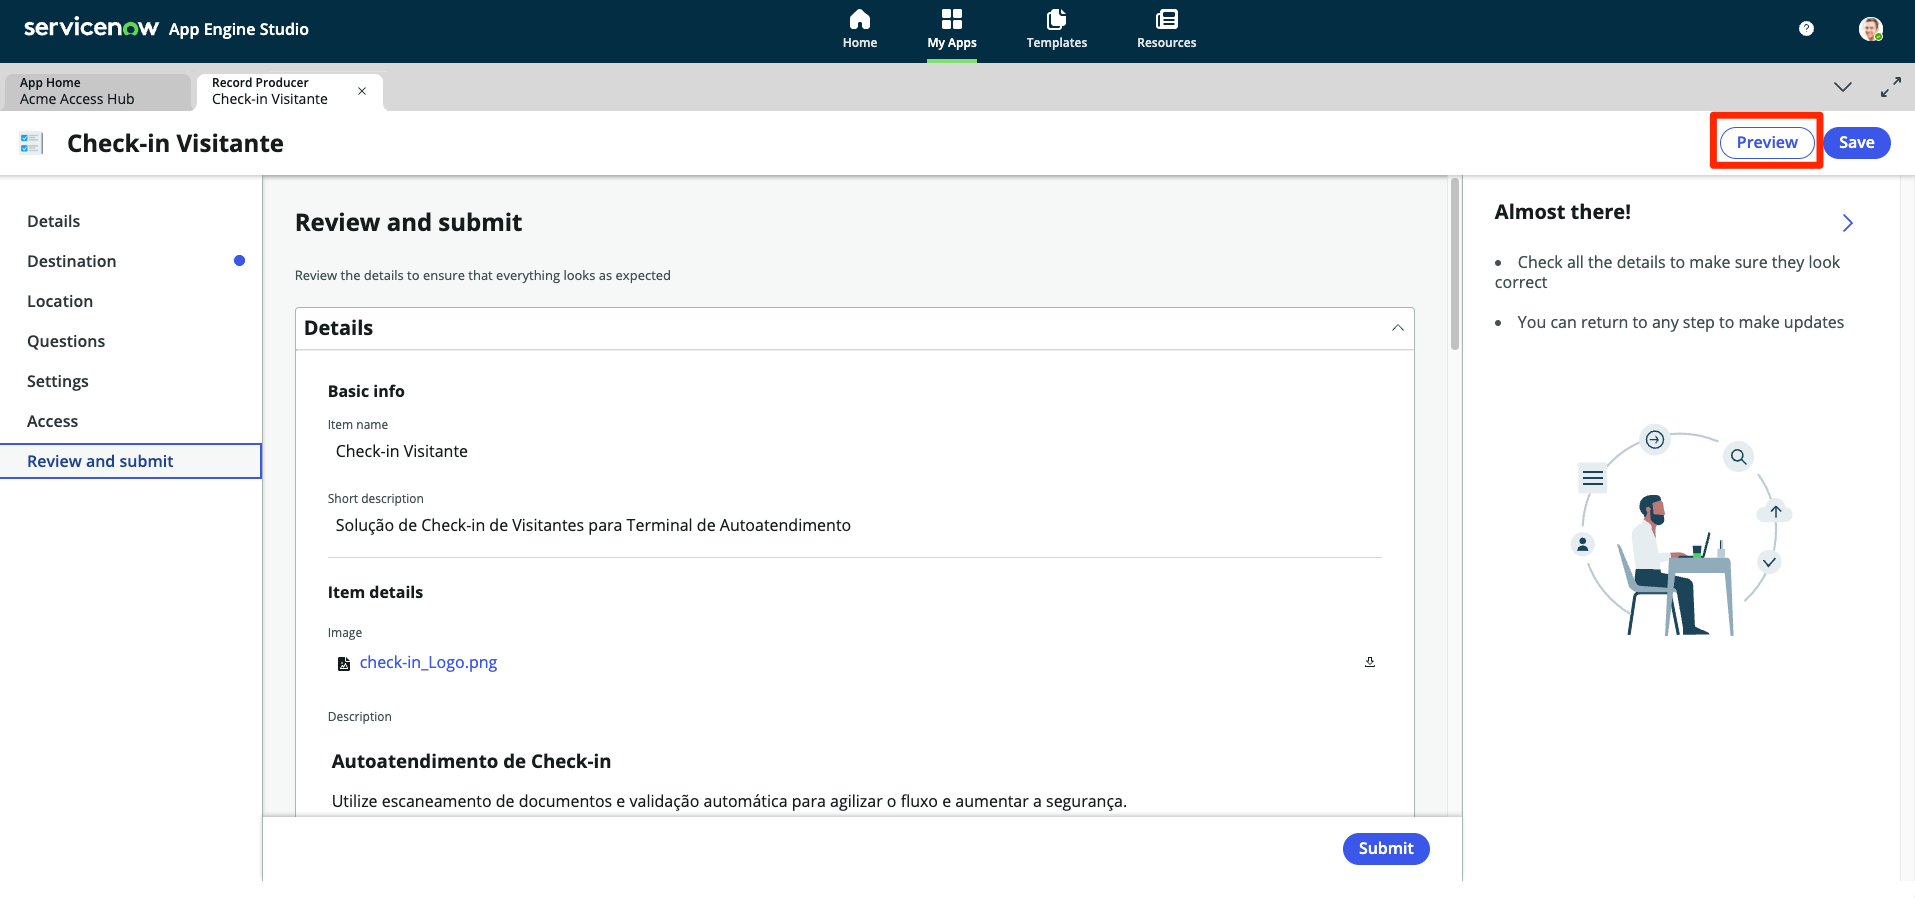 servicenow App Engine Studio
Home
My Apps
Templates
Resources
App Home
Acme Access Hub
Record Producer
Check-in Visitante
Check-in Visitante
Preview
Save
Details
Destination
Location
Questions
Settings
Access
Review and submit
Review and submit
Review the details to ensure that everything looks as expected
Details
Basic info
Item name
Check-in Visitante
Short description
Solução de Check-in de Visitantes para Terminal de Autoatendimento
Item details
Image
check-in_Logo.png
Description
Autoatendimento de Check-in
Utilize escaneamento de documentos e validação automática para agilizar o fluxo e aumentar a segurança.
Submit
Almost there!
• Check all the details to make sure they look
correct
• You can return to any step to make updates